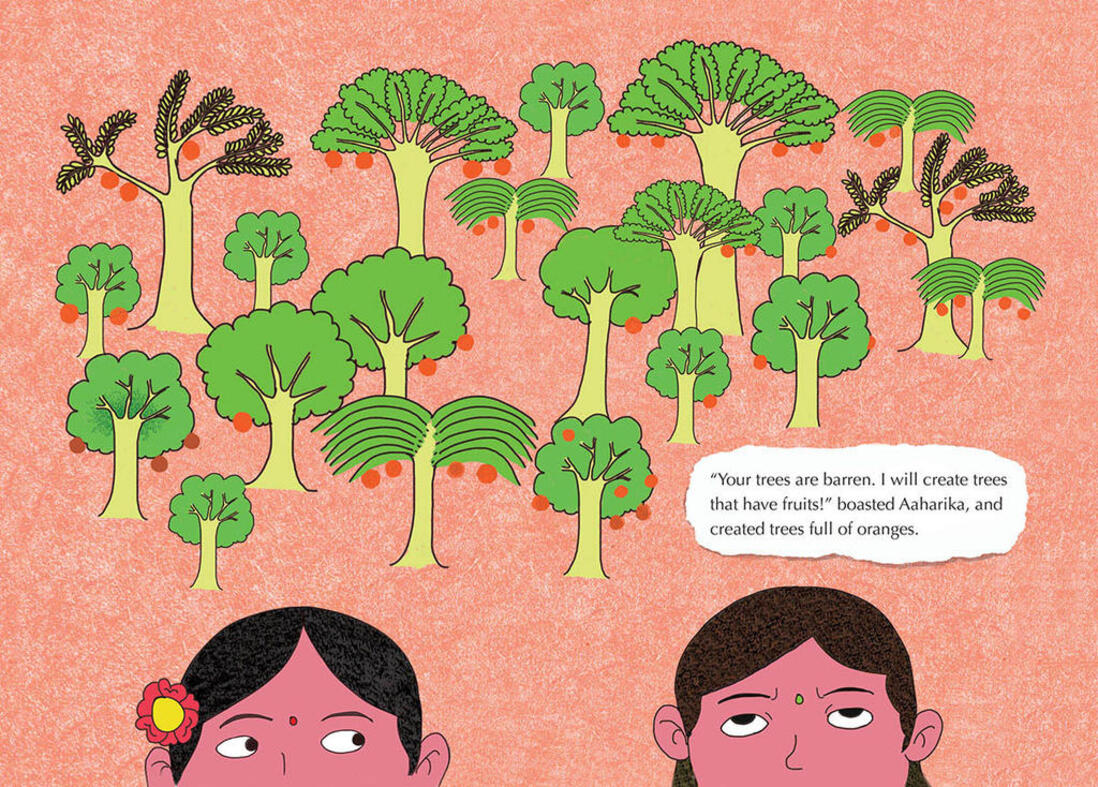 “Your trees are barren. I will create trees
that have fruits!” boasted Aaharika, and
created trees full of oranges.